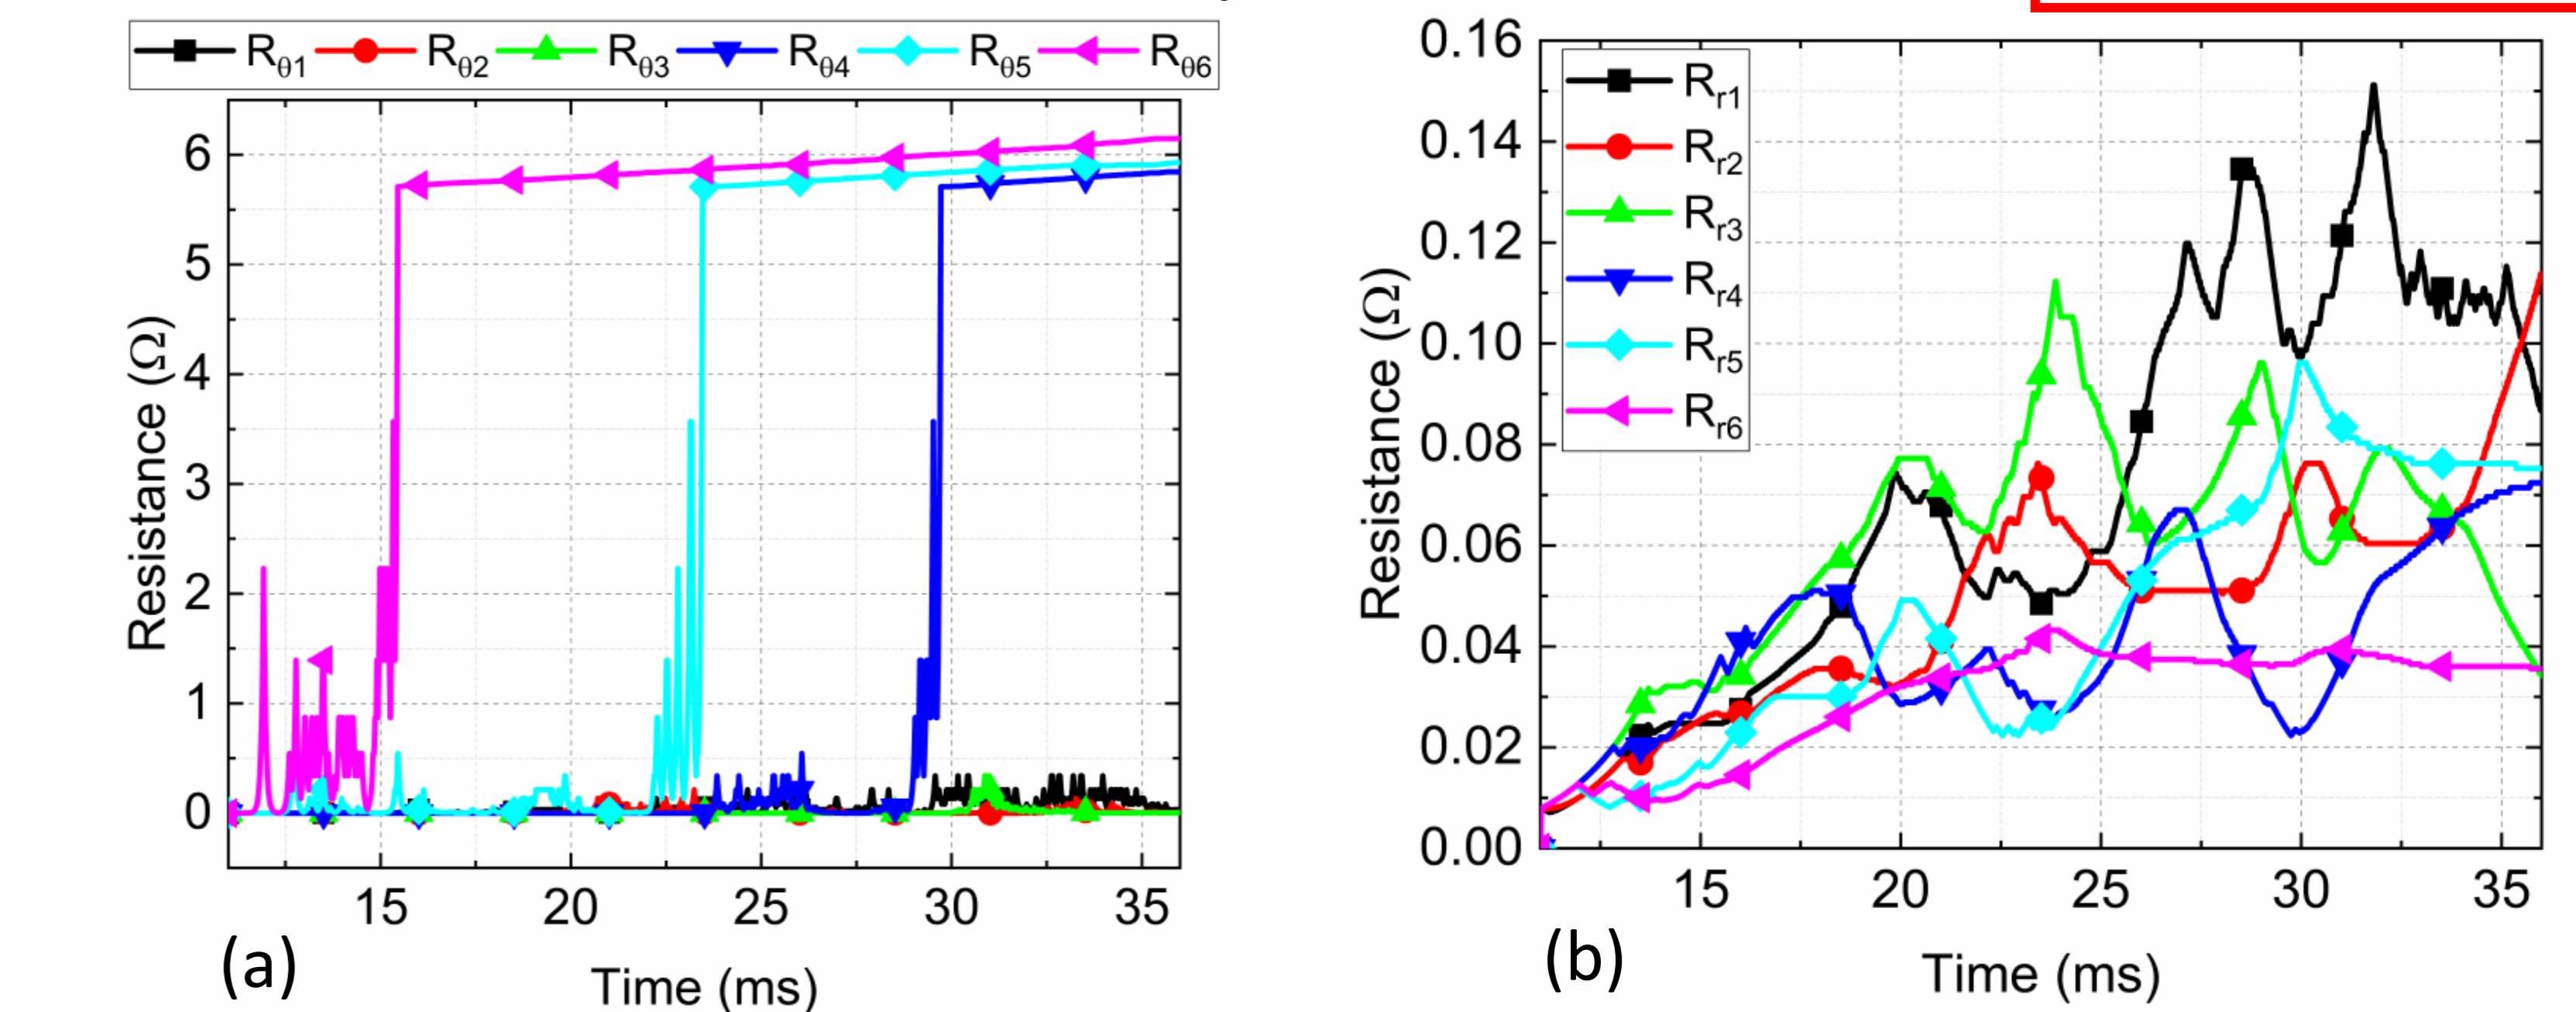 Rθ1 Rθ2 Rθ3 Rθ4 Rθ5 Rθ6
6
5
4
3
2
1
0
Resistance (Ω)
15 20 25 30 35
Time (ms)
(a)
0.16
0.14
0.12
0.10
0.08
0.06
0.04
0.02
0.00
Resistance (Ω)
Rr1
Rr2
Rr3
Rr4
Rr5
Rr6
15 20 25 30 35
Time (ms)
(b)